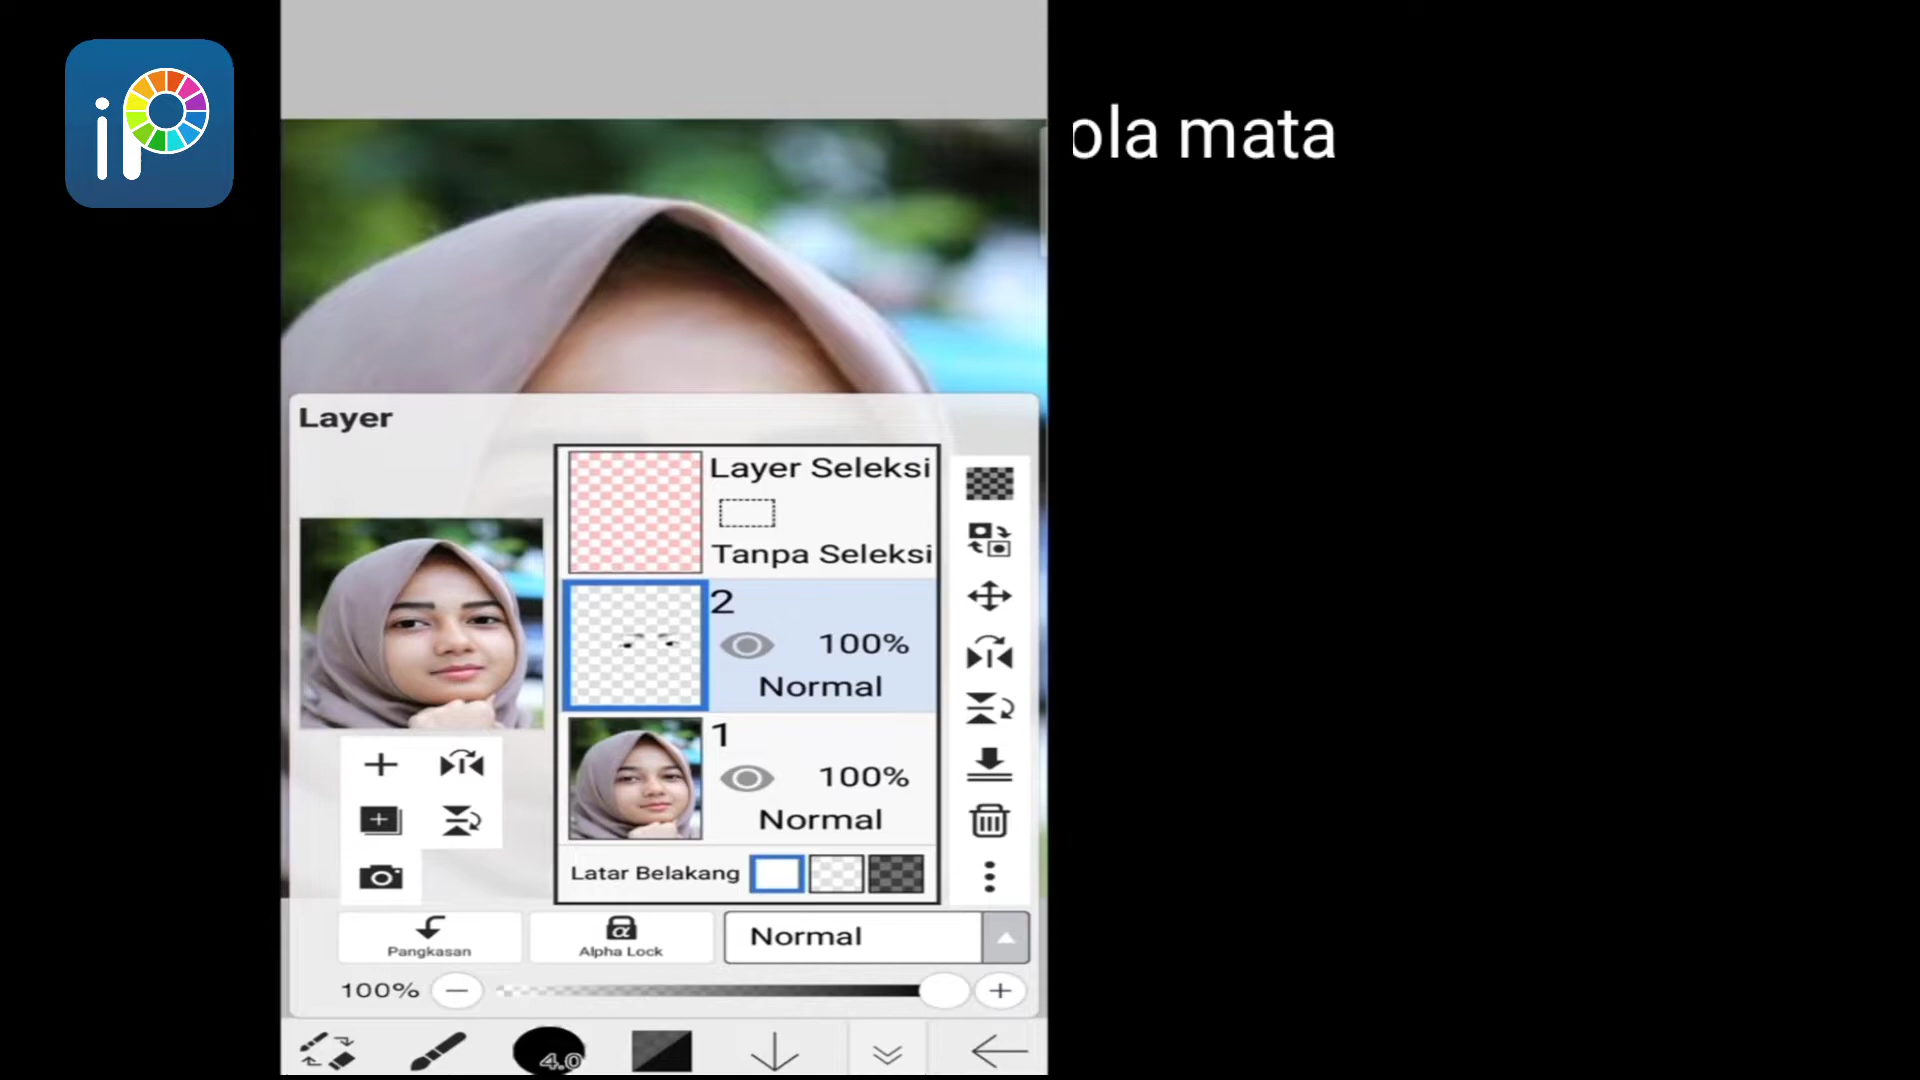 iP
ola mata
Layer
Layer Seleksi
Tanpa Seleksi
2
100%
Normal
1
100%
Normal
Latar Belakang
Pangkasan
α
Alpha Lock
Normal
100%
4.0